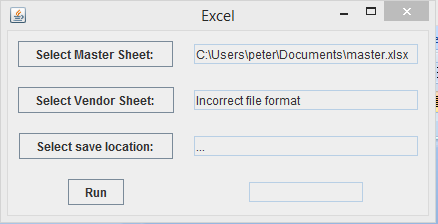 Excel
Select Master Sheet: C:\Users\peter\Documents\master.xlsx
Select Vendor Sheet: Incorrect file format
Select save location: ...
Run